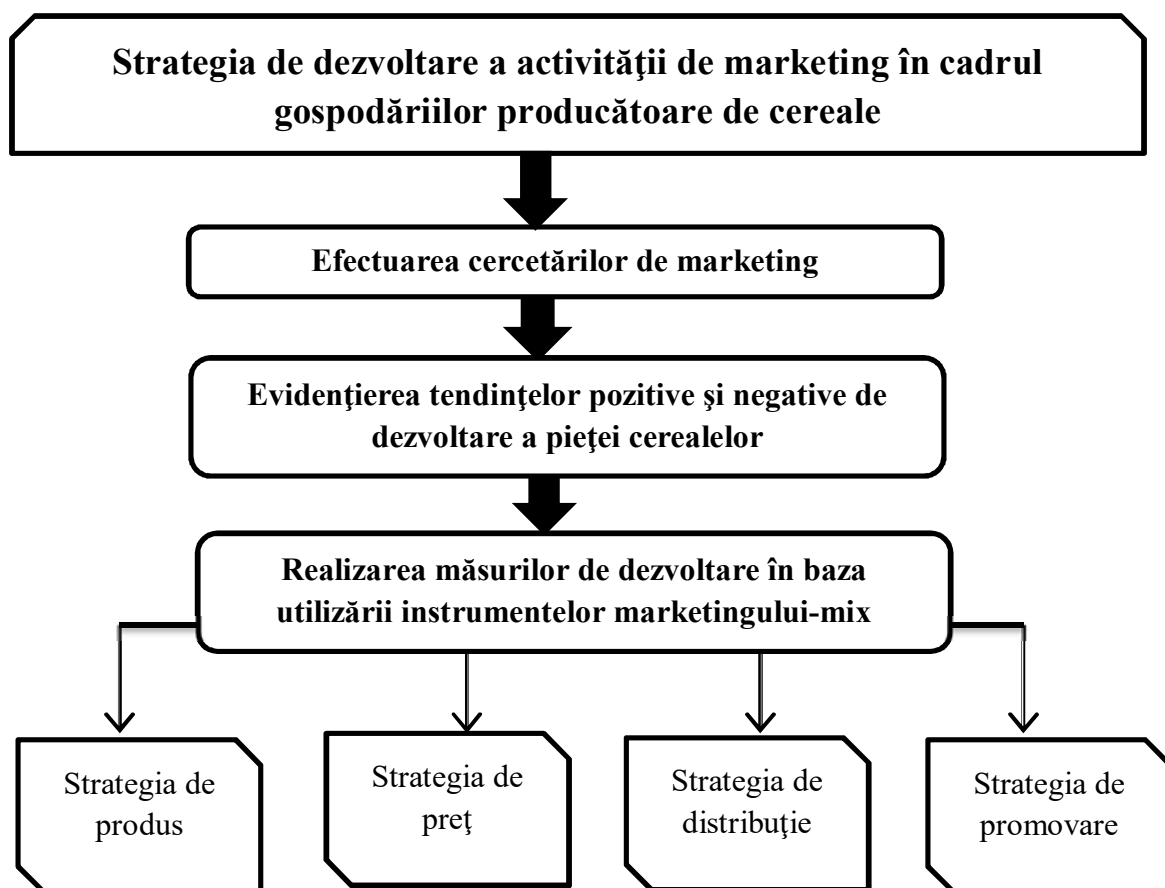 Strategia de dezvoltare a activităţii de marketing în cadrul
gospodăriilor producătoare de cereale
Efectuarea cercetărilor de marketing
Evidenţierea tendinţelor pozitive şi negative de
dezvoltare a pieţei cerealelor
Realizarea măsurilor de dezvoltare în baza
utilizării instrumentelor marketingului-mix
Strategia de
produs
Strategia de
preţ
Strategia de
distribuţie
Strategia de
promovare